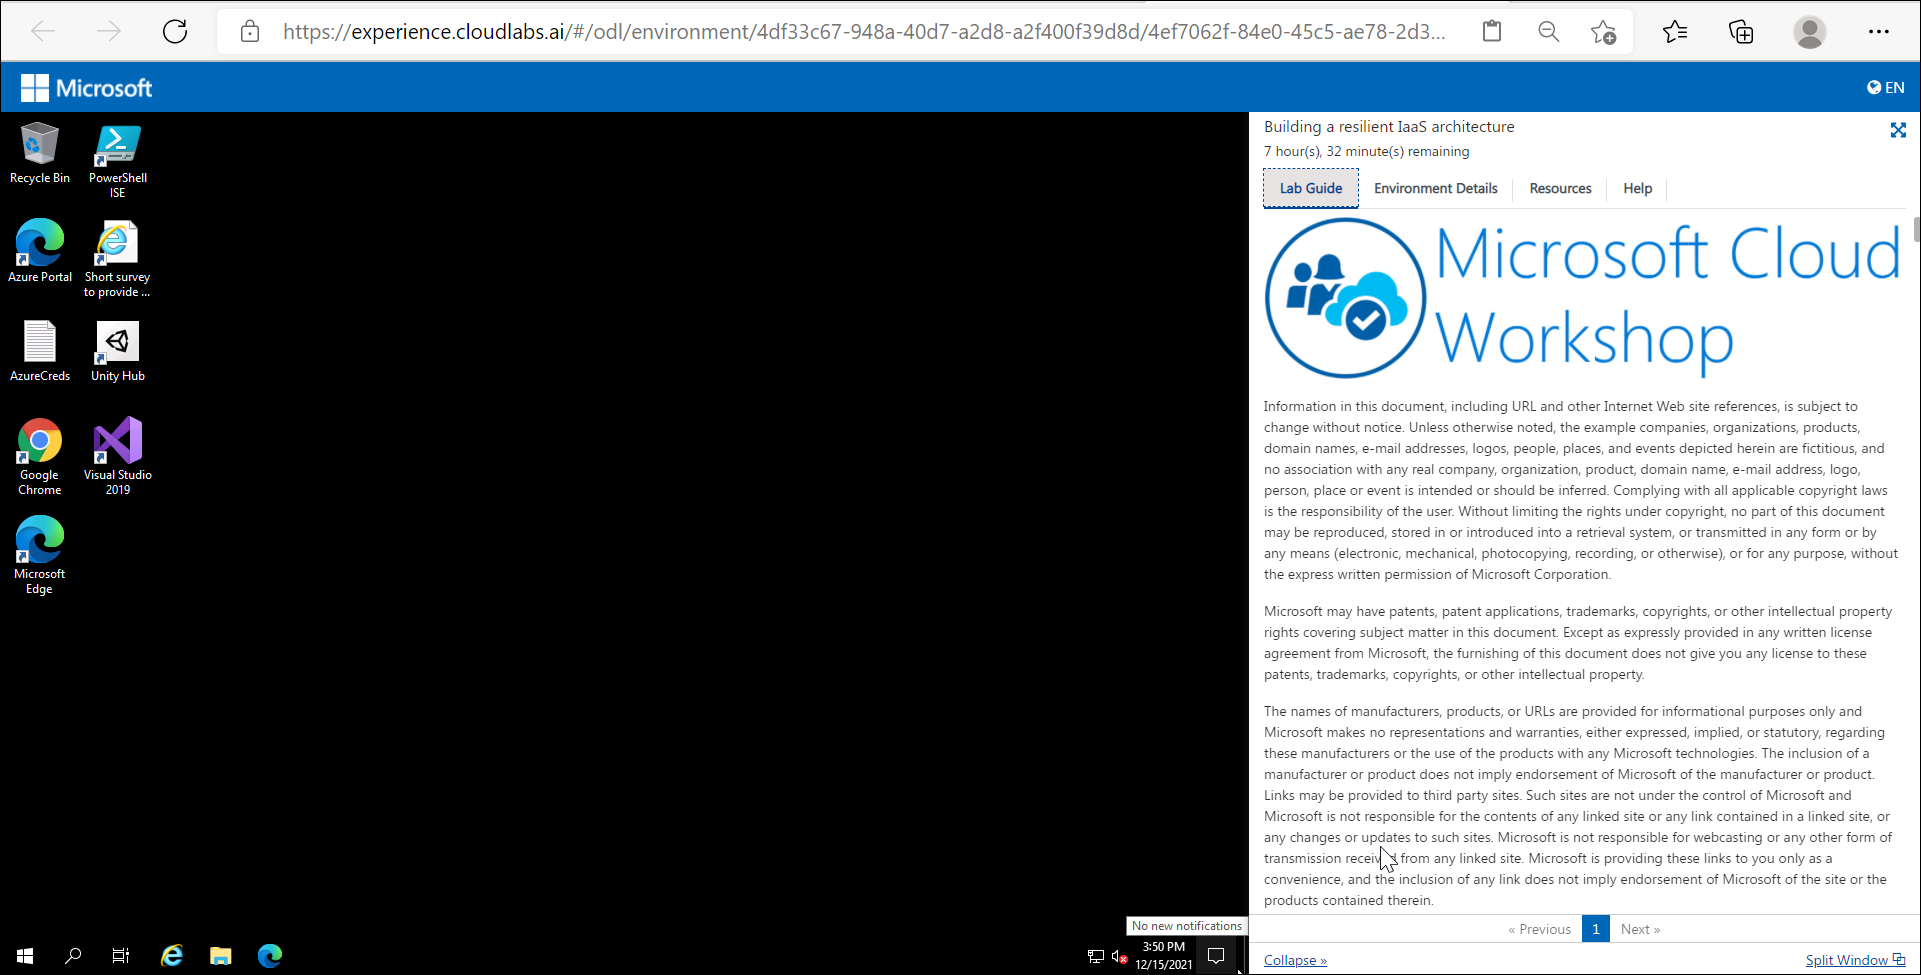 https://experience.cloudlabs.ai/#/odl/environment/4df33c67-948a-40d7-a2d8-a2f400f39d8d/4ef7062f-84e0-45c5-ae78-2d3...
Microsoft
EN
Recycle Bin
PowerShell
ISE
Azure Portal
Short survey
to provide ...
AzureCreds
Unity Hub
Google
Chrome
Visual Studio
2019
Microsoft
Edge
No new notifications
3:50 PM
12/15/2021
Building a resilient IaaS architecture
7 hour(s), 32 minute(s) remaining
Lab Guide
Environment Details
Resources
Help
Microsoft Cloud
Workshop
Information in this document, including URL and other Internet Web site references, is subject to
change without notice. Unless otherwise noted, the example companies, organizations, products,
domain names, e-mail addresses, logos, people, places, and events depicted herein are fictitious, and
no association with any real company, organization, product, domain name, e-mail address, logo,
person, place or event is intended or should be inferred. Complying with all applicable copyright laws
is the responsibility of the user. Without limiting the rights under copyright, no part of this document
may be reproduced, stored in or introduced into a retrieval system, or transmitted in any form or by
any means (electronic, mechanical, photocopying, recording, or otherwise), or for any purpose, without
the express written permission of Microsoft Corporation.
Microsoft may have patents, patent applications, trademarks, copyrights, or other intellectual property
rights covering subject matter in this document. Except as expressly provided in any written license
agreement from Microsoft, the furnishing of this document does not give you any license to these
patents, trademarks, copyrights, or other intellectual property.
The names of manufacturers, products, or URLs are provided for informational purposes only and
Microsoft makes no representations and warranties, either expressed, implied, or statutory, regarding
these manufacturers or the use of the products with any Microsoft technologies. The inclusion of a
manufacturer or product does not imply endorsement of Microsoft of the manufacturer or product.
Links may be provided to third party sites. Such sites are not under the control of Microsoft and
Microsoft is not responsible for the contents of any linked site or any link contained in a linked site, or
any changes or updates to such sites. Microsoft is not responsible for webcasting or any other form of
transmission received from any linked site. Microsoft is providing these links to you only as a
convenience, and the inclusion of any link does not imply endorsement of Microsoft of the site or the
products contained therein.
« Previous
1
Next »
Collapse »
Split Window